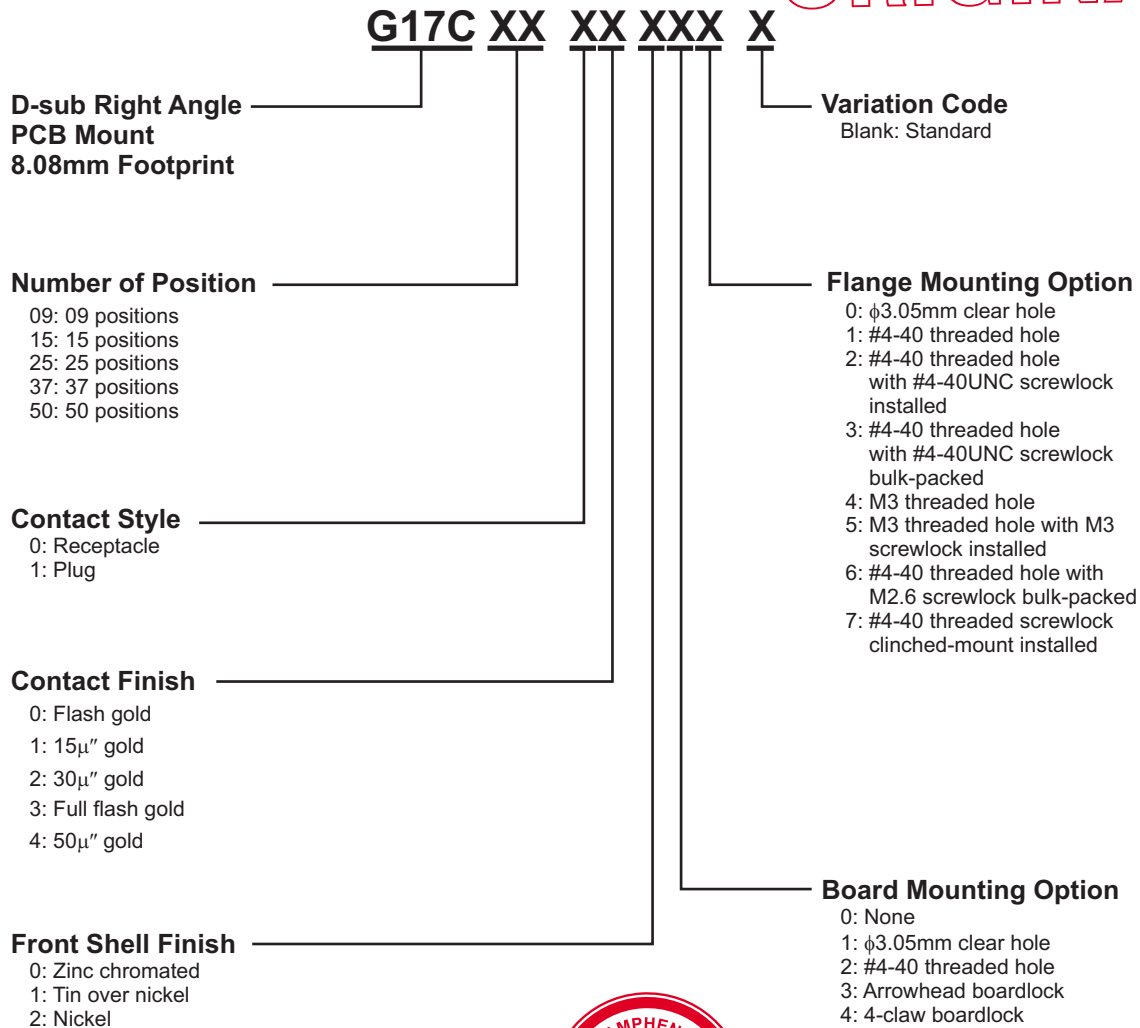 G17C XX XX XXX X
D-sub Right Angle
PCB Mount
8.08mm Footprint
Variation Code
Blank: Standard
Number of Position
09: 09 positions
15: 15 positions
25: 25 positions
37: 37 positions
50: 50 positions
Flange Mounting Option
0: ϕ3.05mm clear hole
1: #4-40 threaded hole
2: #4-40 threaded hole
with #4-40UNC screwlock
installed
3: #4-40 threaded hole
with #4-40UNC screwlock
bulk-packed
4: M3 threaded hole
5: M3 threaded hole with M3
screwlock installed
6: #4-40 threaded hole with
M2.6 screwlock bulk-packed
7: #4-40 threaded screwlock
clinched-mount installed
Contact Style
0: Receptacle
1: Plug
Contact Finish
0: Flash gold
1: 15μ″ gold
2: 30μ″ gold
3: Full flash gold
4: 50μ″ gold
Front Shell Finish
0: Zinc chromated
1: Tin over nickel
2: Nickel
Board Mounting Option
0: None
1: ϕ3.05mm clear hole
2: #4-40 threaded hole
3: Arrowhead boardlock
4: 4-claw boardlock